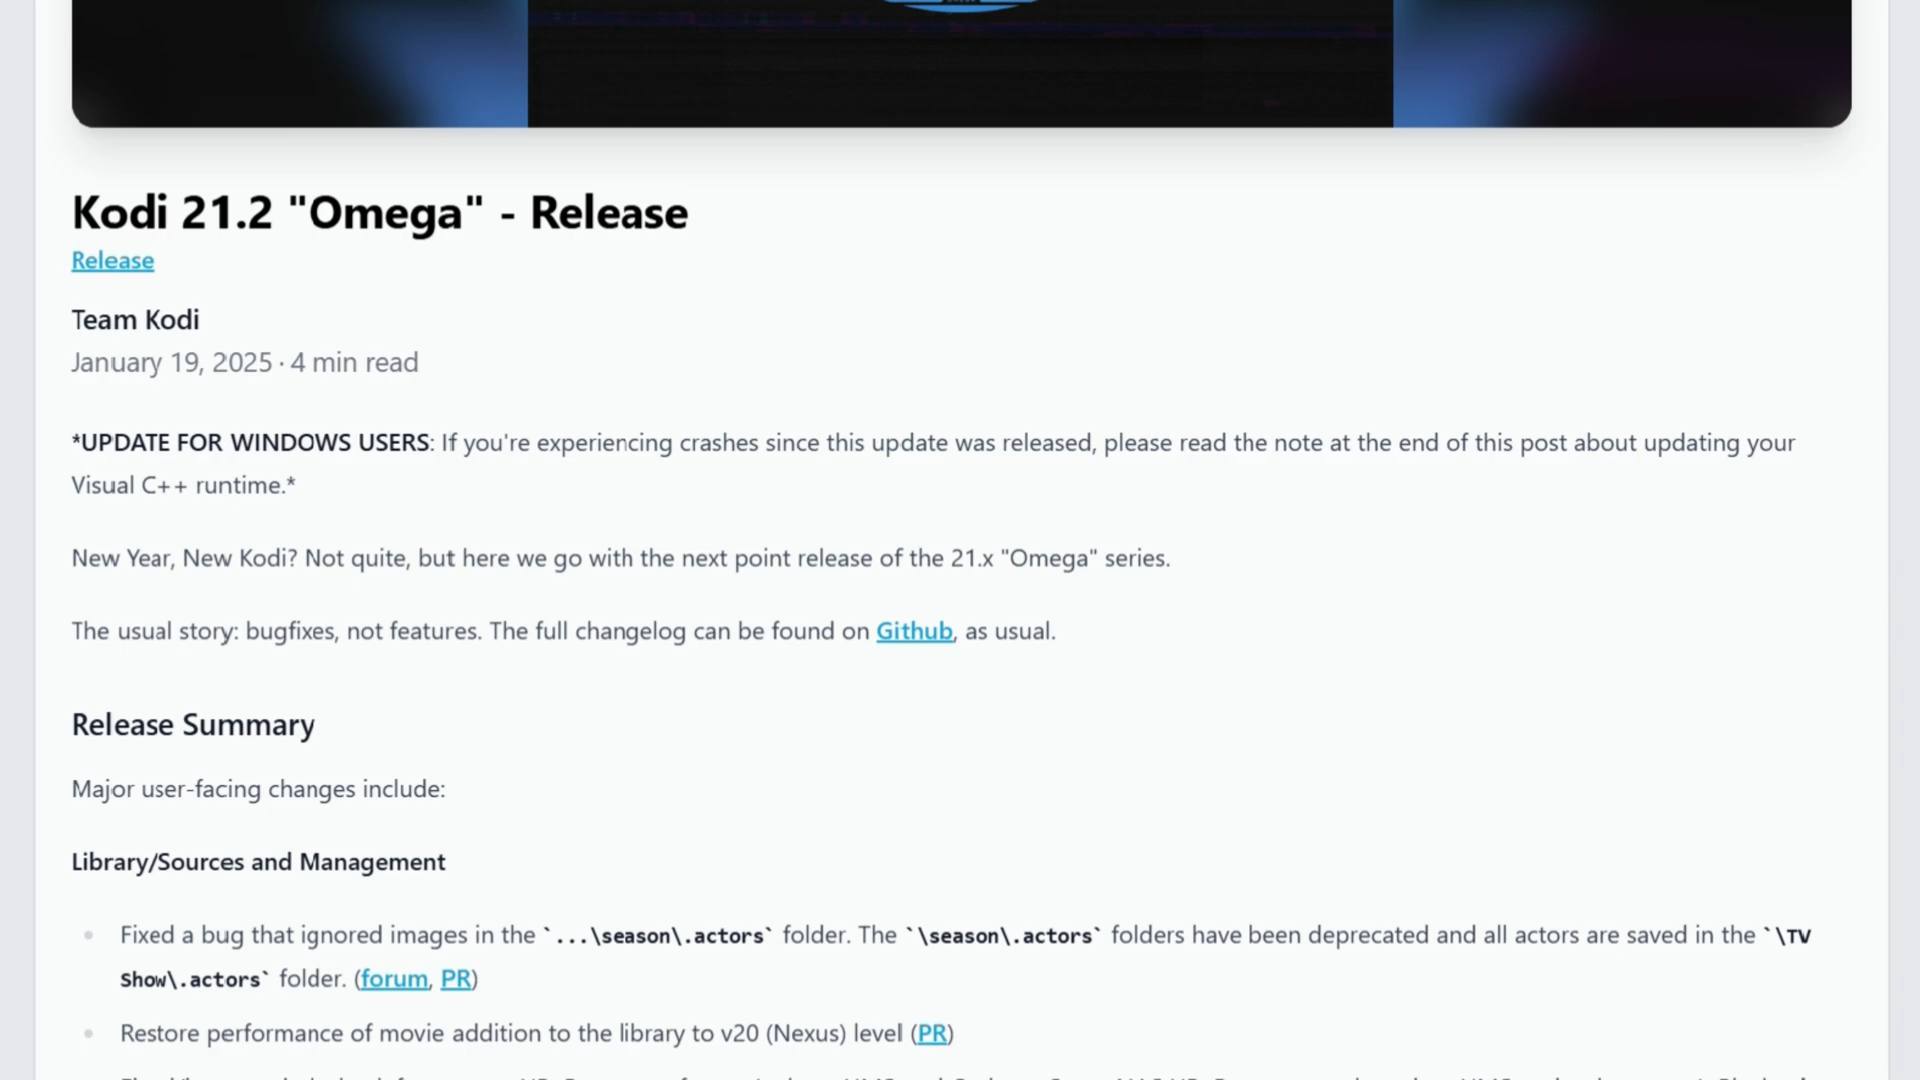 Kodi 21.2 "Omega" - Release
Release
Team Kodi
January 19, 2025 · 4 min read
*UPDATE FOR WINDOWS USERS: If you're experiencing crashes since this update was released, please read the note at the end of this post about updating your
Visual C++ runtime.*
New Year, New Kodi? Not quite, but here we go with the next point release of the 21.x "Omega" series.
The usual story: bugfixes, not features. The full changelog can be found on Github, as usual.
Release Summary
Major user-facing changes include:
Library/Sources and Management
Fixed a bug that ignored images in the `...\season\.actors` folder. The `\season\.actors` folders have been deprecated and all actors are saved in the `\TV
Show\.actors` folder. (forum, PR)
Restore performance of movie addition to the library to v20 (Nexus) level (PR)